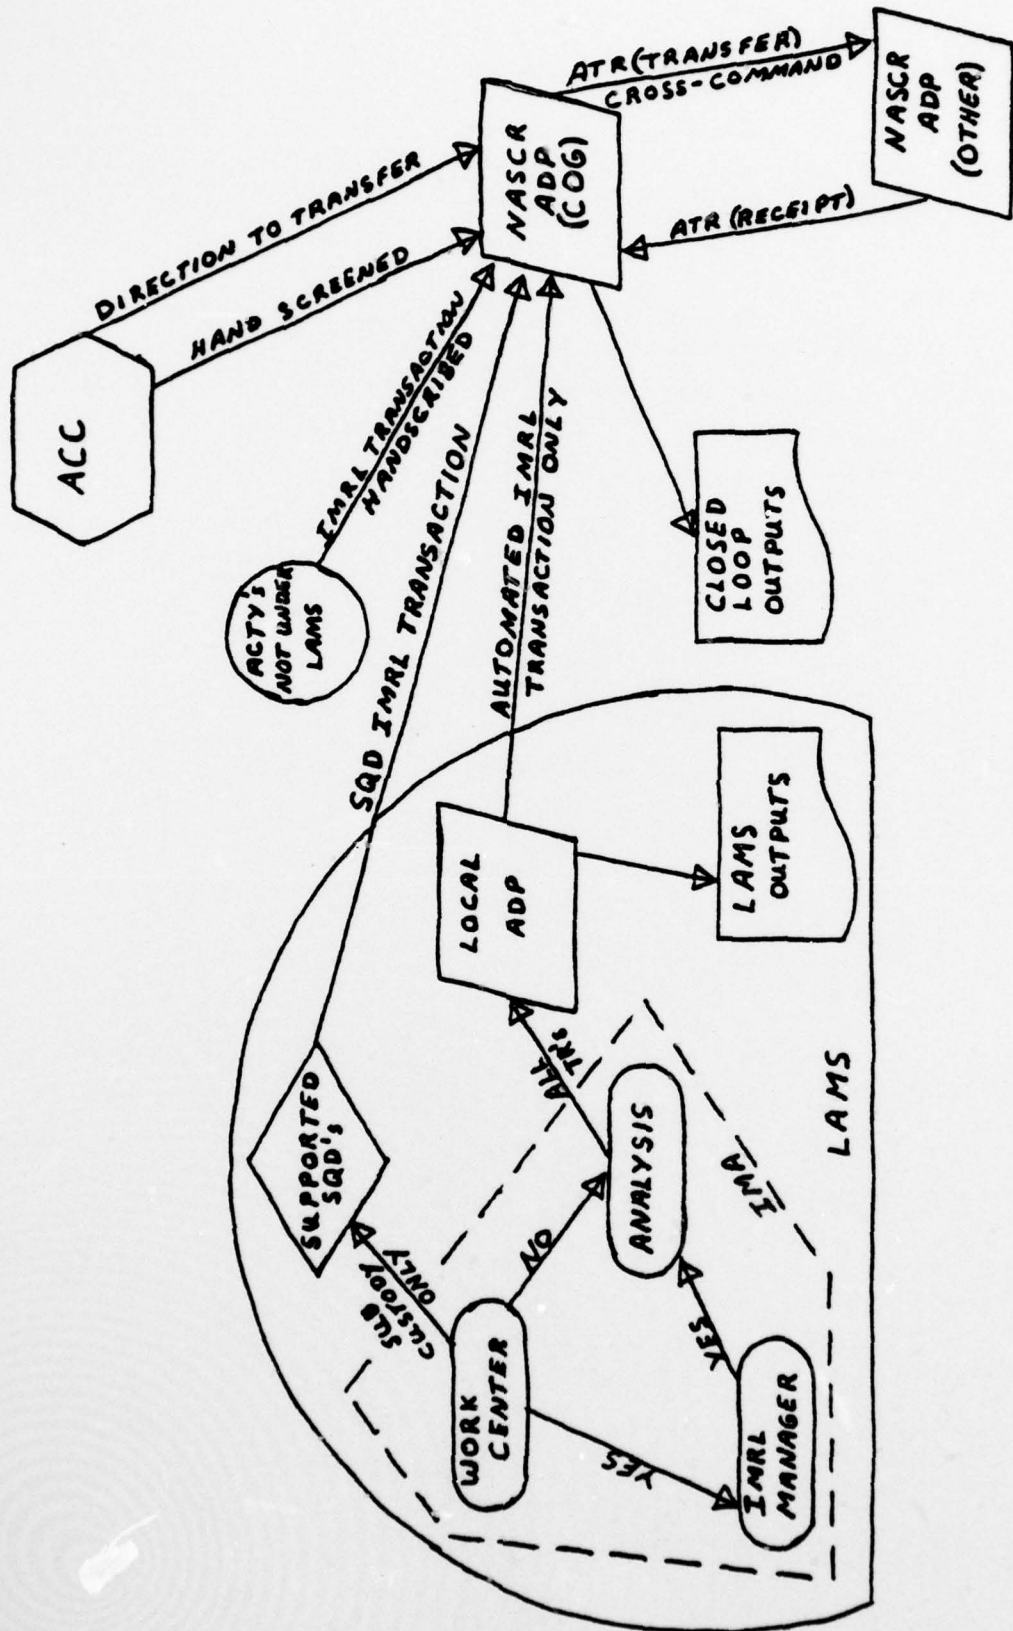 ACC
DIRECTION TO TRANSFER
HAND SCREENED
ACTY'S
NOT UNDER
LAMS
IMRL TRANSACTION
HANDSCRIBED
SQD IMRL TRANSACTION
AUTOMATED IMRL
TRANSACTION ONLY
NASCR
ADP
(COG)
ATR (TRANSFER)
CROSS-COMMAND
ATR (RECEIPT)
NASCR
ADP
(OTHER)
CLOSED
LOOP
OUTPUTS
SUPPORTED
SQD's
SUB
CUSTODY
ONLY
WORK
CENTER
NO
YES
IMRL
MANAGER
YES
ANALYSIS
ALL
TR's
LOCAL
ADP
LAMS
OUTPUTS
IMA
LAMS